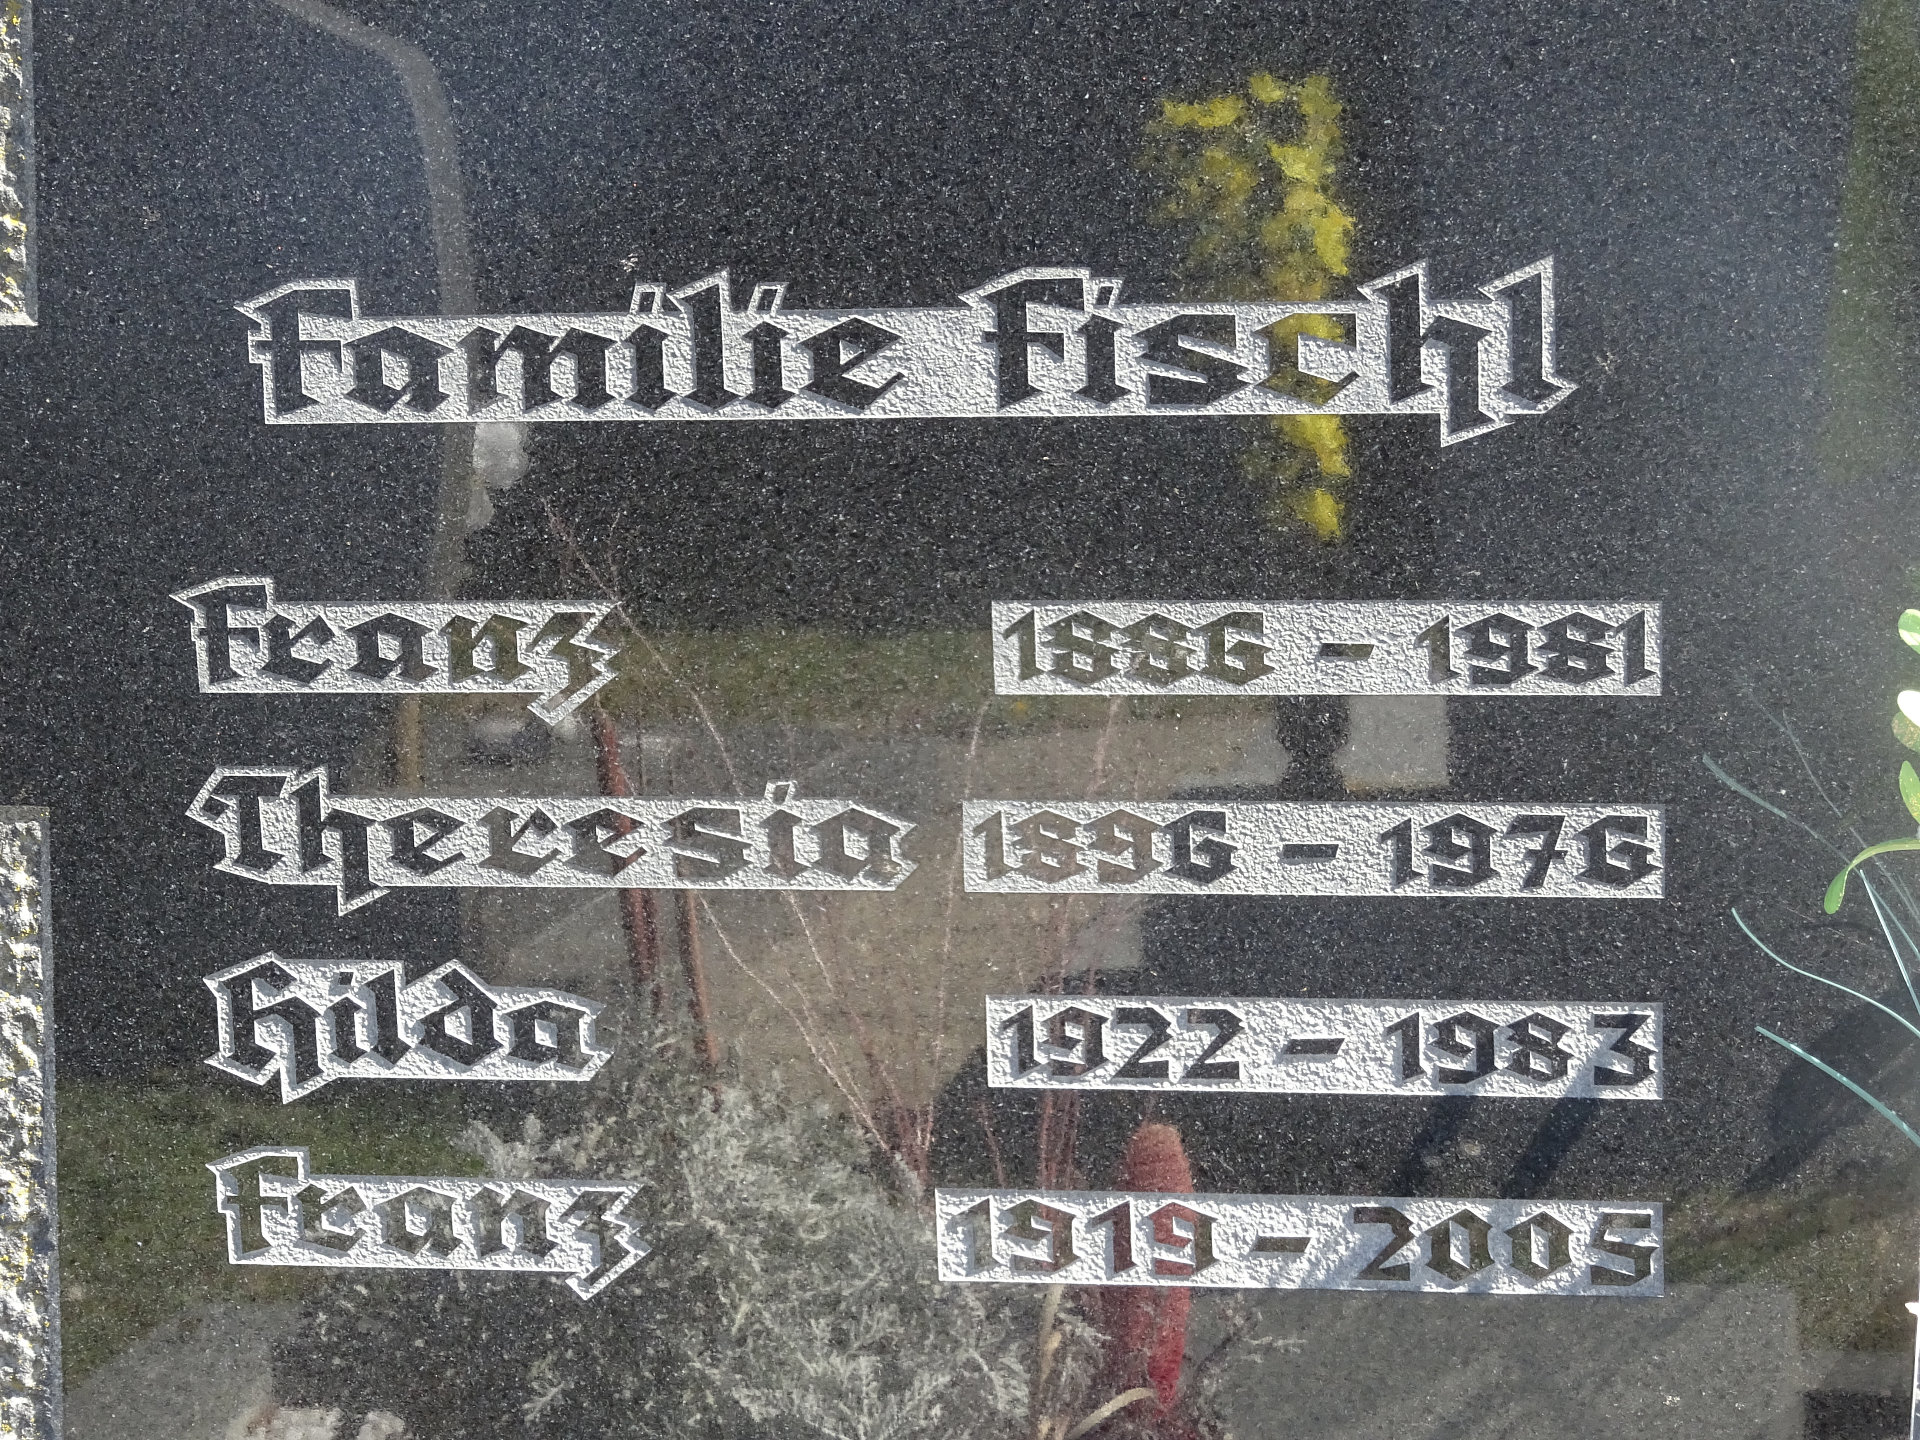 Familie Fischl
Franz 1886 - 1981
Theresia 1896 - 1976
Hilda 1922 - 1983
Franz 1919 - 2005